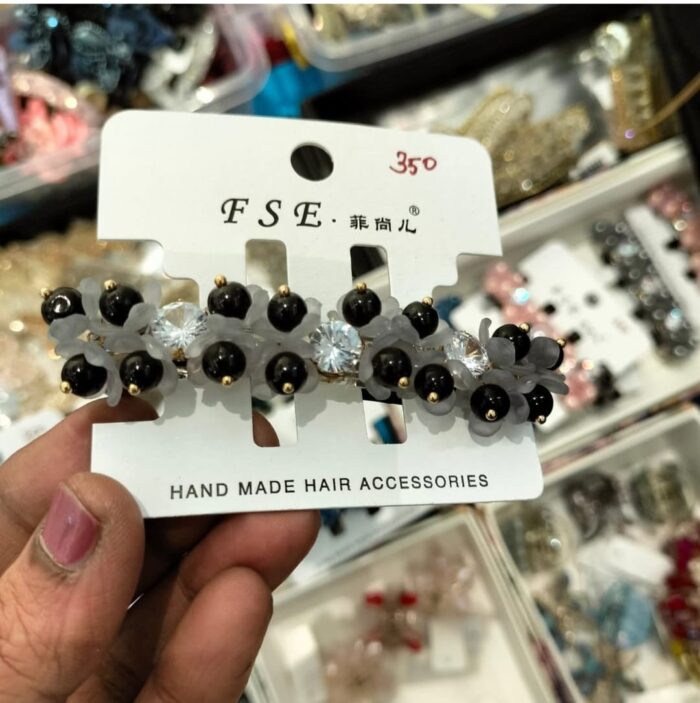 350
FSE · 菲尚儿®
HAND MADE HAIR ACCESSORIES